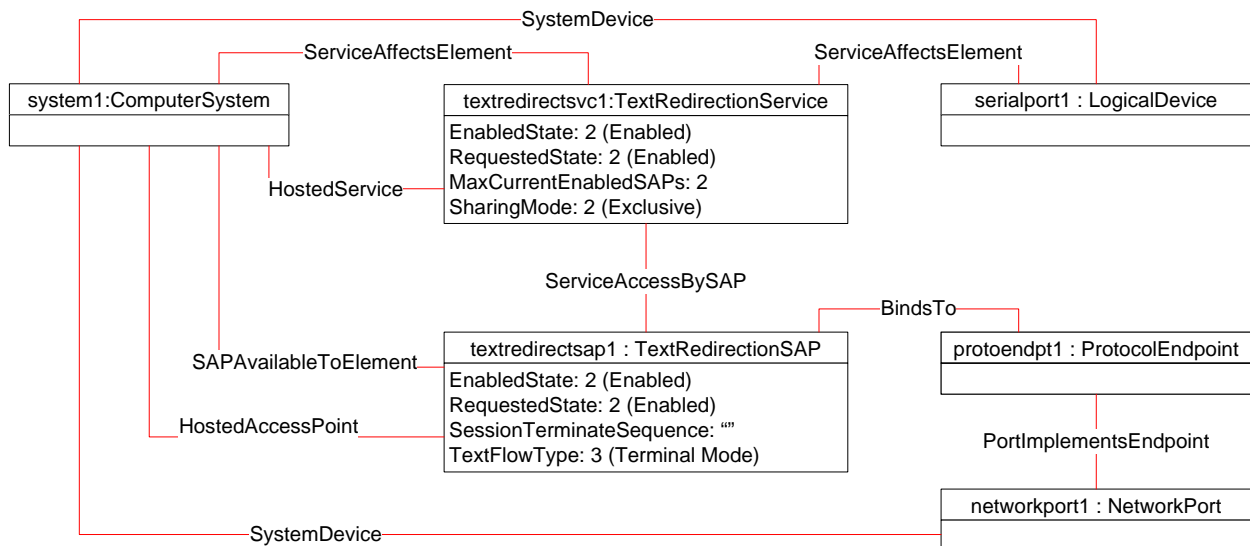 SystemDevice
ServiceAffectsElement
ServiceAffectsElement
system1:ComputerSystem
textredirectsvc1:TextRedirectionService
EnabledState: 2 (Enabled)
RequestedState: 2 (Enabled)
MaxCurrentEnabledSAPs: 2
SharingMode: 2 (Exclusive)
serialport1 : LogicalDevice
HostedService
ServiceAccessBySAP
BindsTo
textredirectsap1 : TextRedirectionSAP
EnabledState: 2 (Enabled)
RequestedState: 2 (Enabled)
SessionTerminateSequence: “”
TextFlowType: 3 (Terminal Mode)
protoendpt1 : ProtocolEndpoint
SAPAvailableToElement
HostedAccessPoint
PortImplementsEndpoint
networkport1 : NetworkPort
SystemDevice